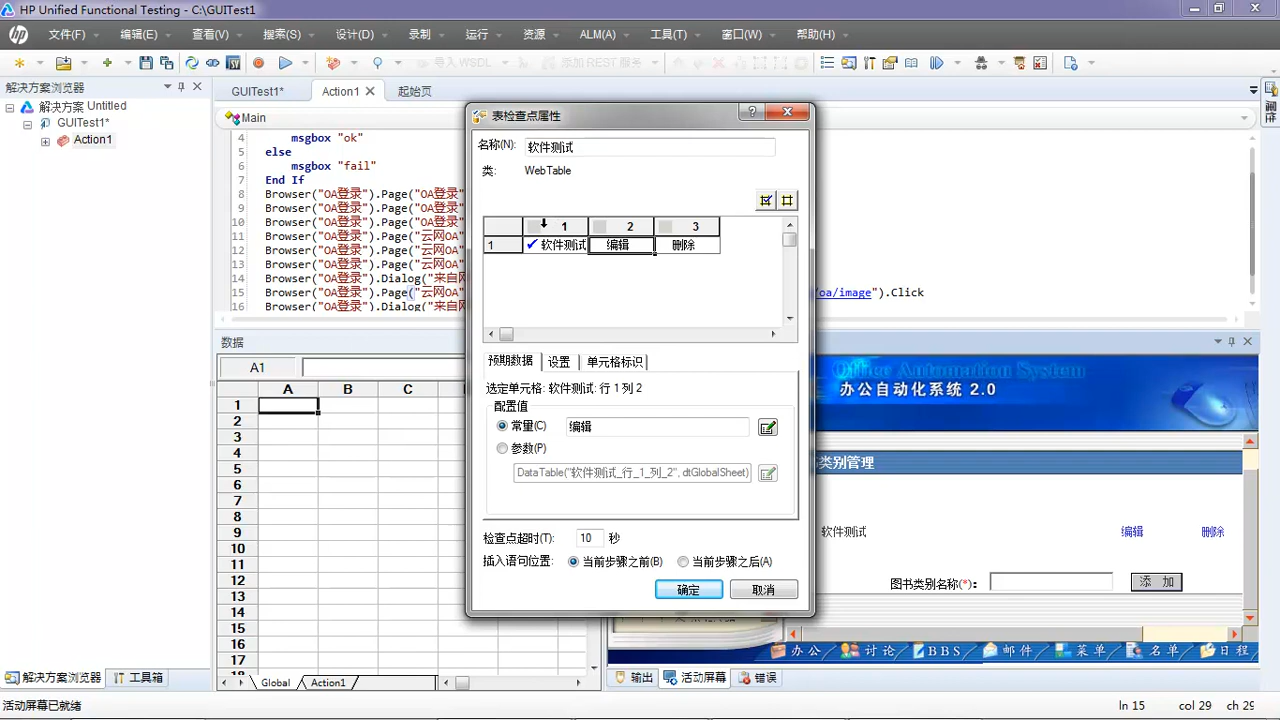 HP Unified Functional Testing - C:\GUITest1
文件(F) 编辑(E) 查看(V) 搜索(S) 设计(D) 录制 运行 资源 ALM(A) 工具(T) 窗口(W) 帮助(H)
导入 WSDL 添加 REST 服务
解决方案浏览器
解决方案 Untitled
GUITest1*
Action1
GUITest1* Action1 起始页
Main
4 msgbox "ok"
5 else
6 msgbox "fail"
7 End If
8 Browser("OA登录").Page("OA登录"
9 Browser("OA登录").Page("OA登录"
10 Browser("OA登录").Page("OA登录"
11 Browser("OA登录").Page("云网OA"
12 Browser("OA登录").Page("云网OA"
13 Browser("OA登录").Page("云网OA"
14 Browser("OA登录").Dialog("来自网
15 Browser("OA登录").Page("云网OA" /oa/image").Click
16 Browser("OA登录").Dialog("来自网
表检查点属性
名称(N): 软件测试
类: WebTable
1 2 3
1 软件测试 编辑 删除
预期数据 设置 单元格标识
选定单元格: 软件测试: 行 1 列 2
配置值
常量(C) 编辑
参数(P)
DataTable("软件测试_行_1_列_2", dtGlobalSheet)
检查点超时(T): 10 秒
插入语句位置: 当前步骤之前(B) 当前步骤之后(A)
确定 取消
数据
A1
A B C
1
2
3
4
5
6
7
8
9
10
11
12
13
14
15
16
17
18
Global Action1
Office Automation System
办公自动化系统 2.0
类别管理
软件测试 编辑 删除
图书类别名称(*): 添 加
办公 讨论 BBS 邮件 菜单 名单 日程
解决方案浏览器 工具箱
输出 活动屏幕 错误
活动屏幕已就绪 ln 15 col 29 ch 29